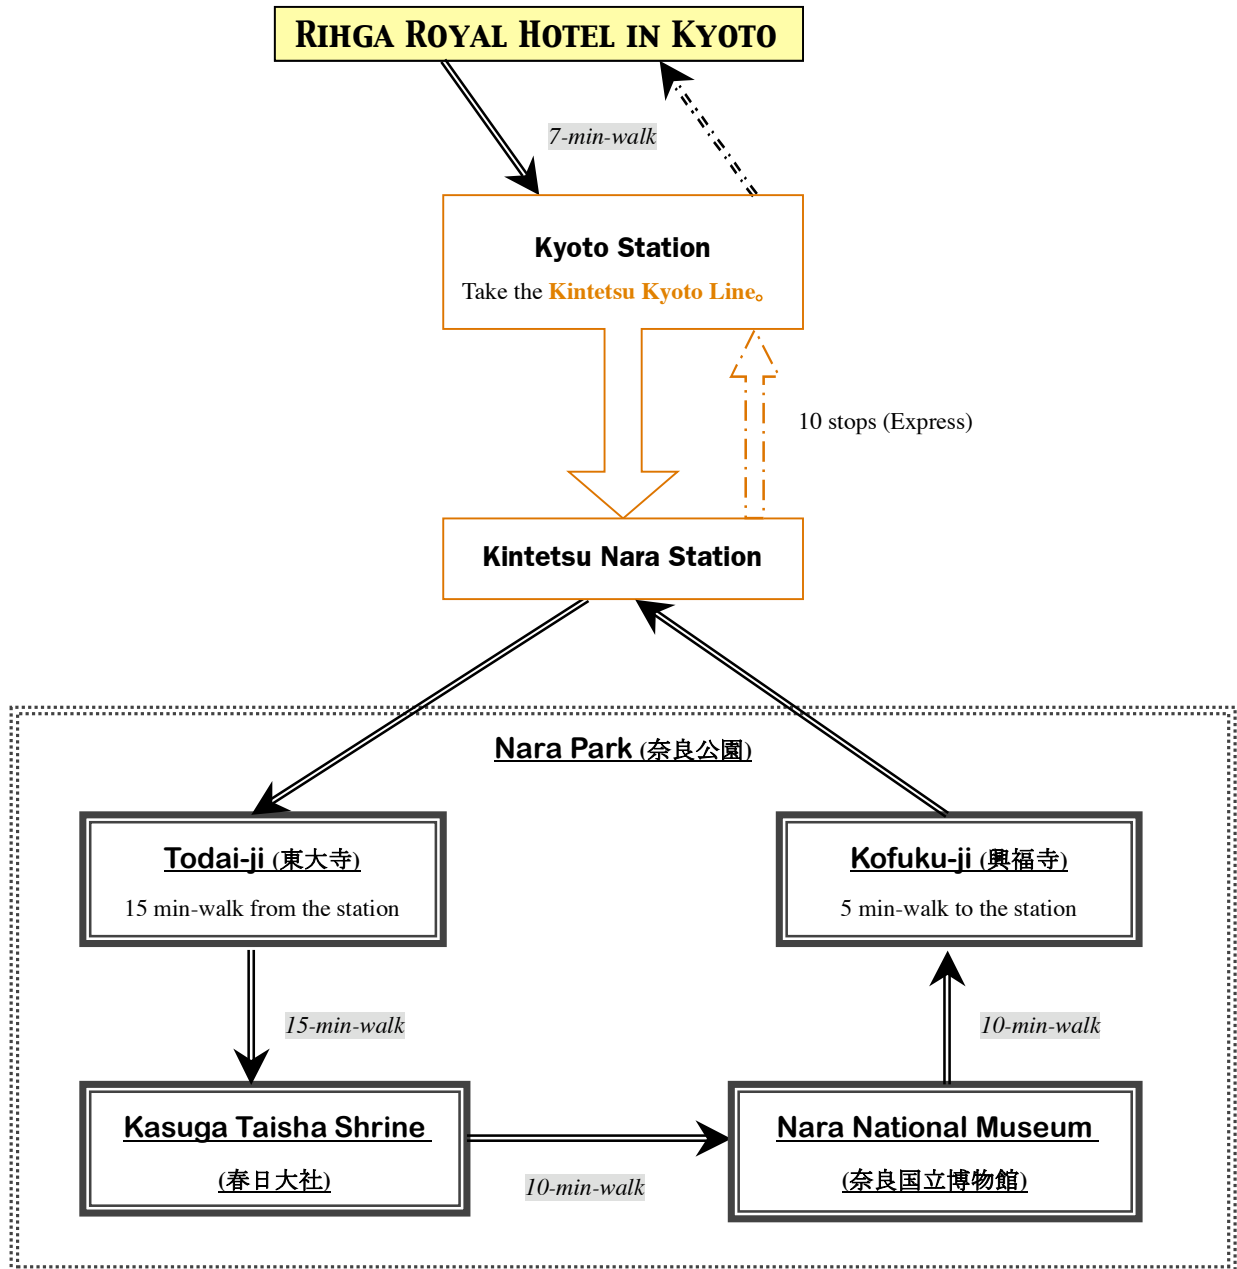 RIHGA ROYAL HOTEL IN KYOTO
7-min-walk
Kyoto Station
Take the Kintetsu Kyoto Line。
10 stops (Express)
Kintetsu Nara Station
Nara Park (奈良公園)
Todai-ji (東大寺)
15 min-walk from the station
Kofuku-ji (興福寺)
5 min-walk to the station
15-min-walk
10-min-walk
Kasuga Taisha Shrine
(春日大社)
10-min-walk
Nara National Museum
(奈良国立博物館)